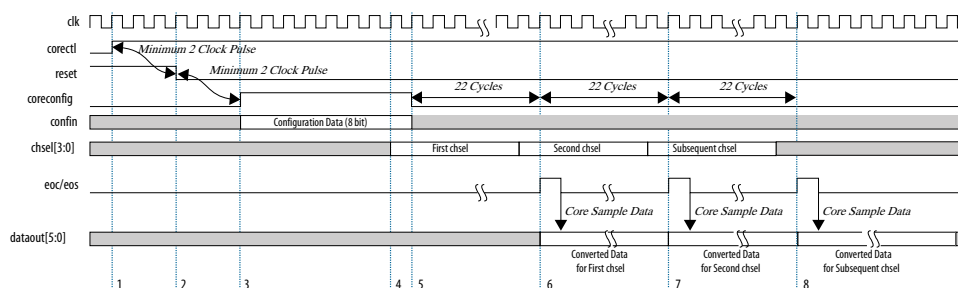 clk
corectl
Minimum 2 Clock Pulse
reset
Minimum 2 Clock Pulse
coreconfig
22 Cycles
22 Cycles
22 Cycles
confin
Configuration Data (8 bit)
chsel[3:0]
First chsel
Second chsel
Subsequent chsel
eoc/eos
Core Sample Data
Core Sample Data
Core Sample Data
dataout[5:0]
Converted Data
for First chsel
Converted Data
for Second chsel
Converted Data
for Subsequent chsel
1 2 3 4 5 6 7 8